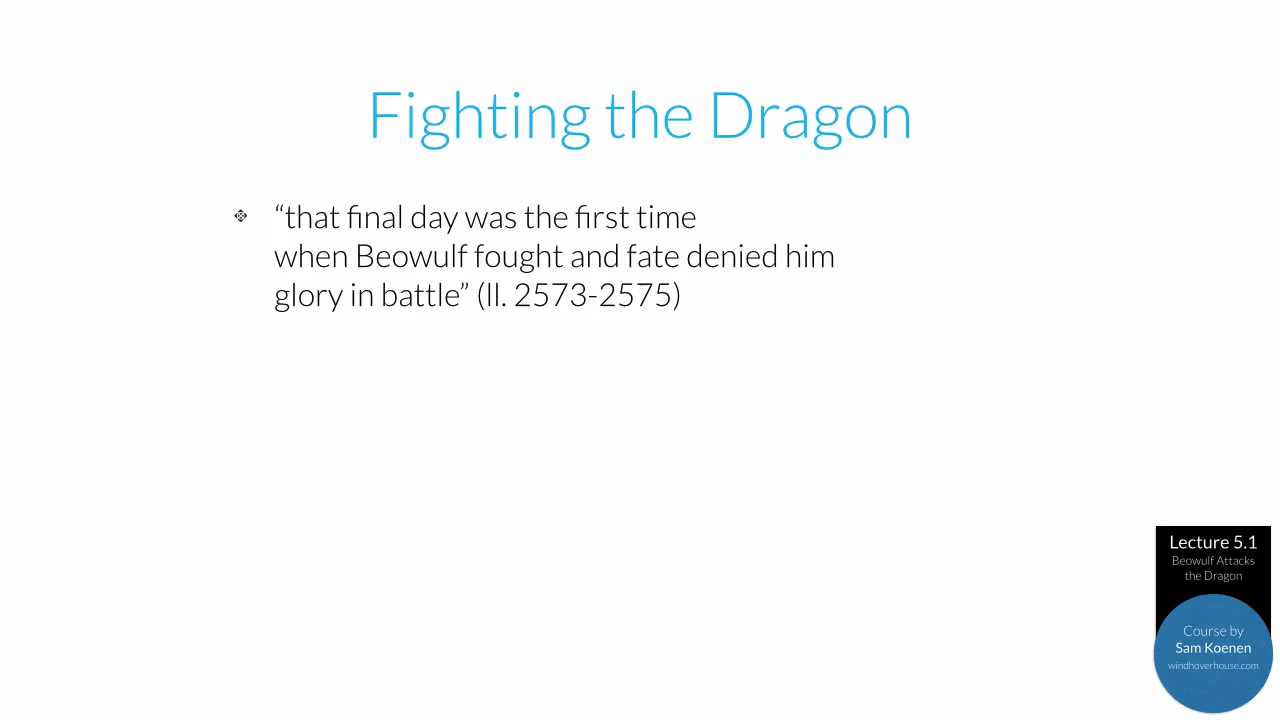 Fighting the Dragon
“that final day was the first time
when Beowulf fought and fate denied him
glory in battle” (ll. 2573-2575)
Lecture 5.1
Beowulf Attacks
the Dragon
Course by
Sam Koenen
windhoverhouse.com